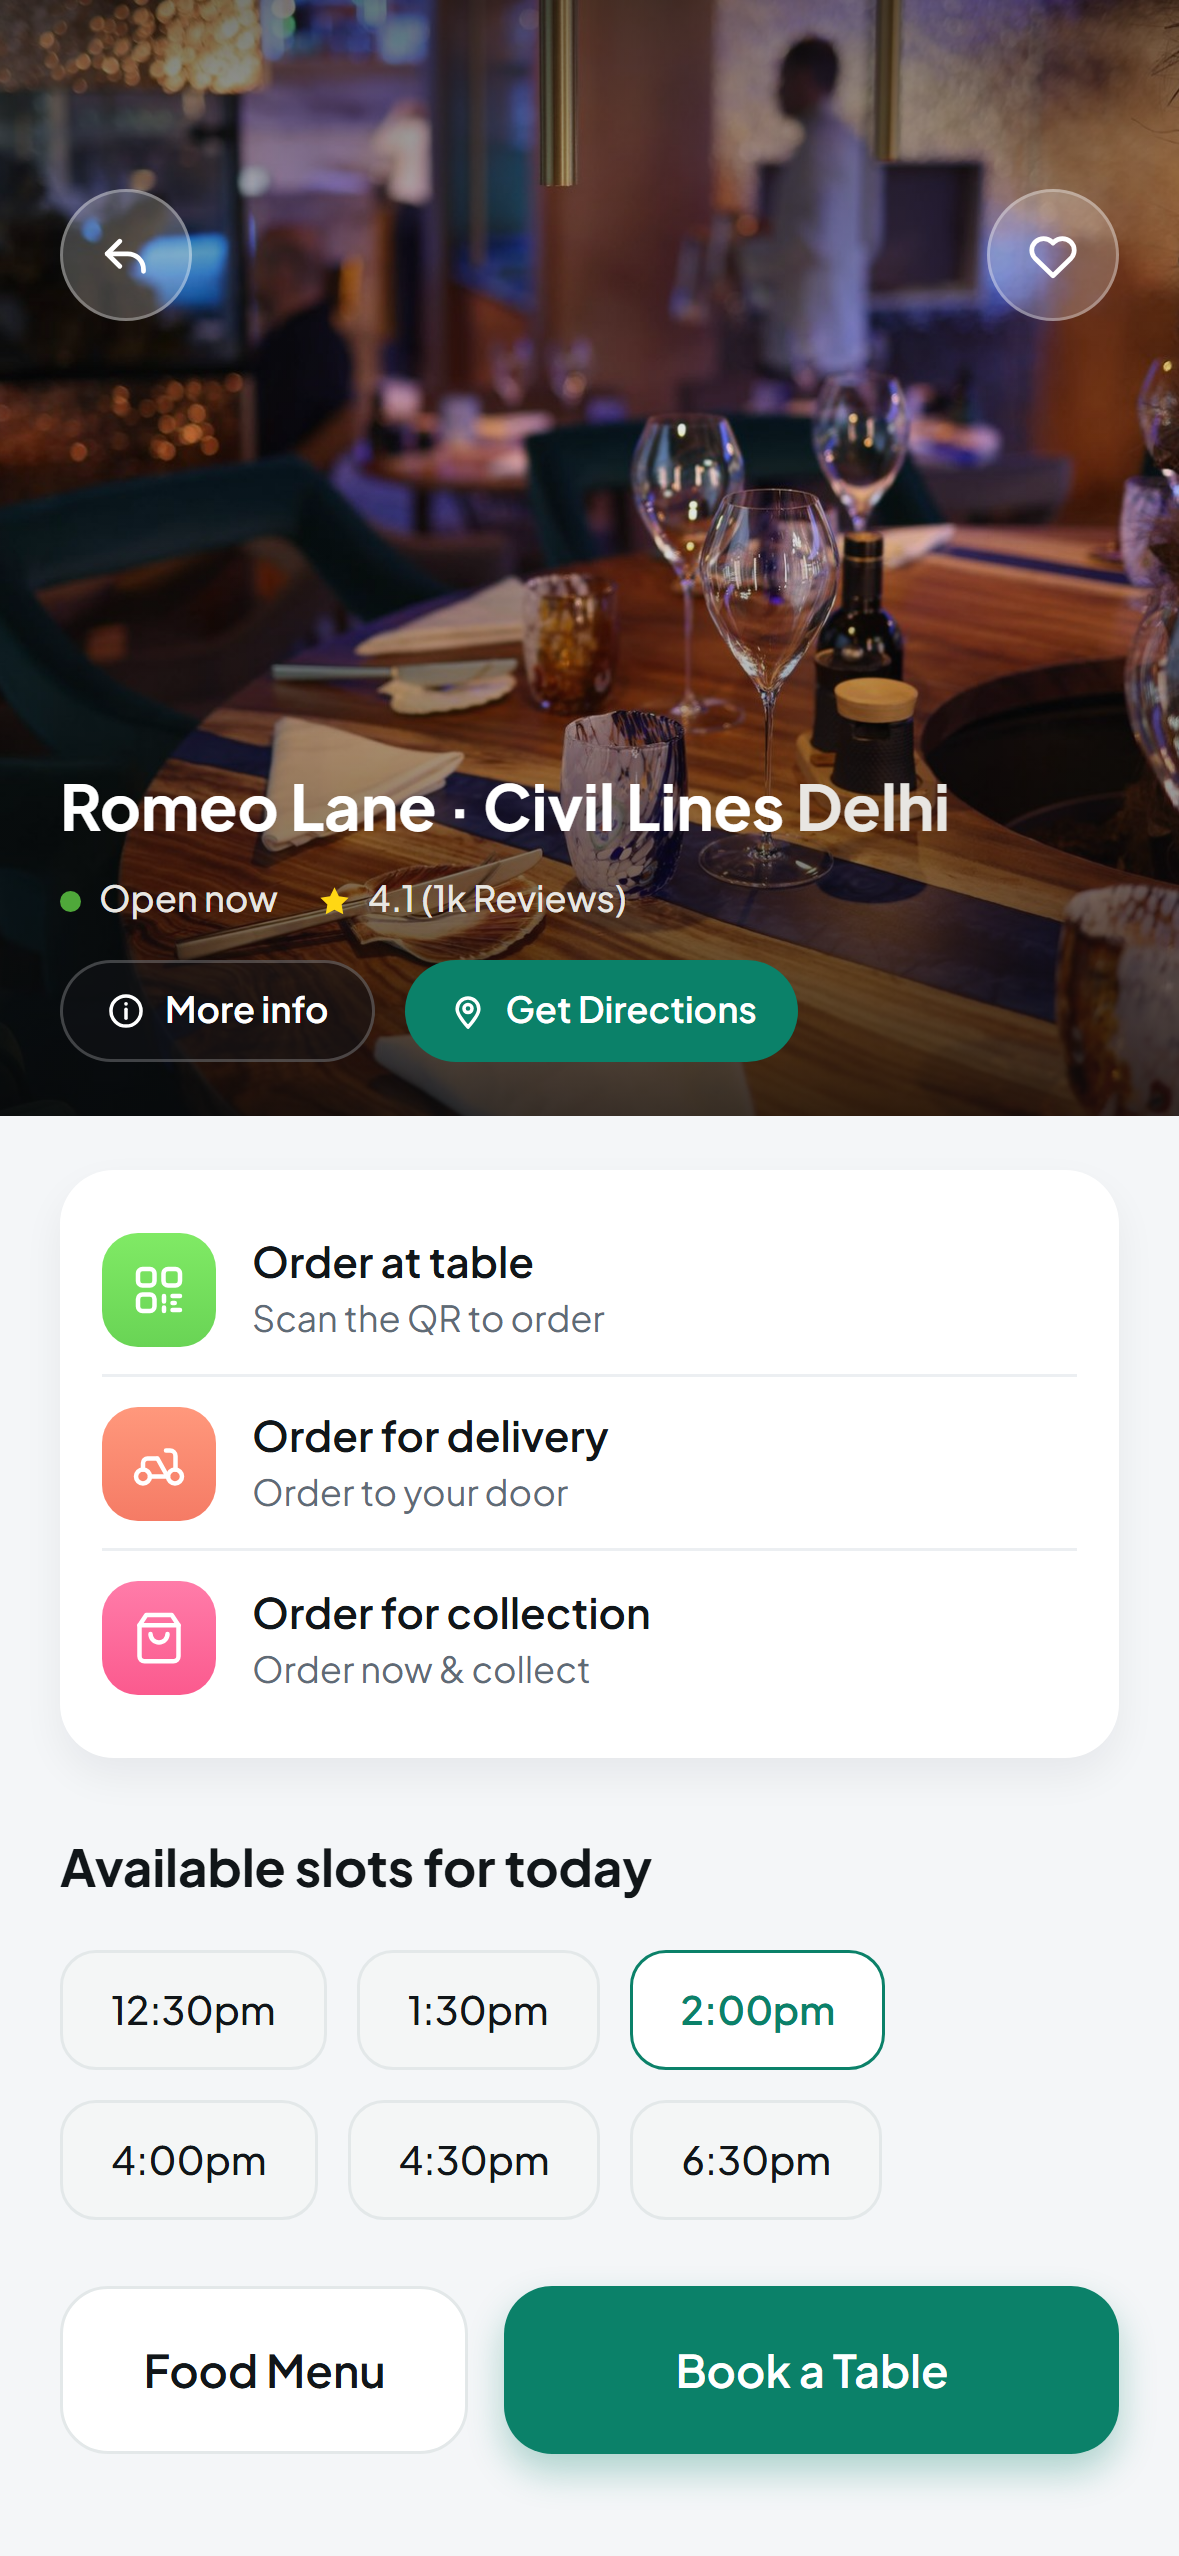 Romeo Lane · Civil Lines Delhi
Open now 4.1 (1k Reviews)
More info Get Directions
Order at table
Scan the QR to order
Order for delivery
Order to your door
Order for collection
Order now & collect
Available slots for today
12:30pm 1:30pm 2:00pm
4:00pm 4:30pm 6:30pm
Food Menu Book a Table